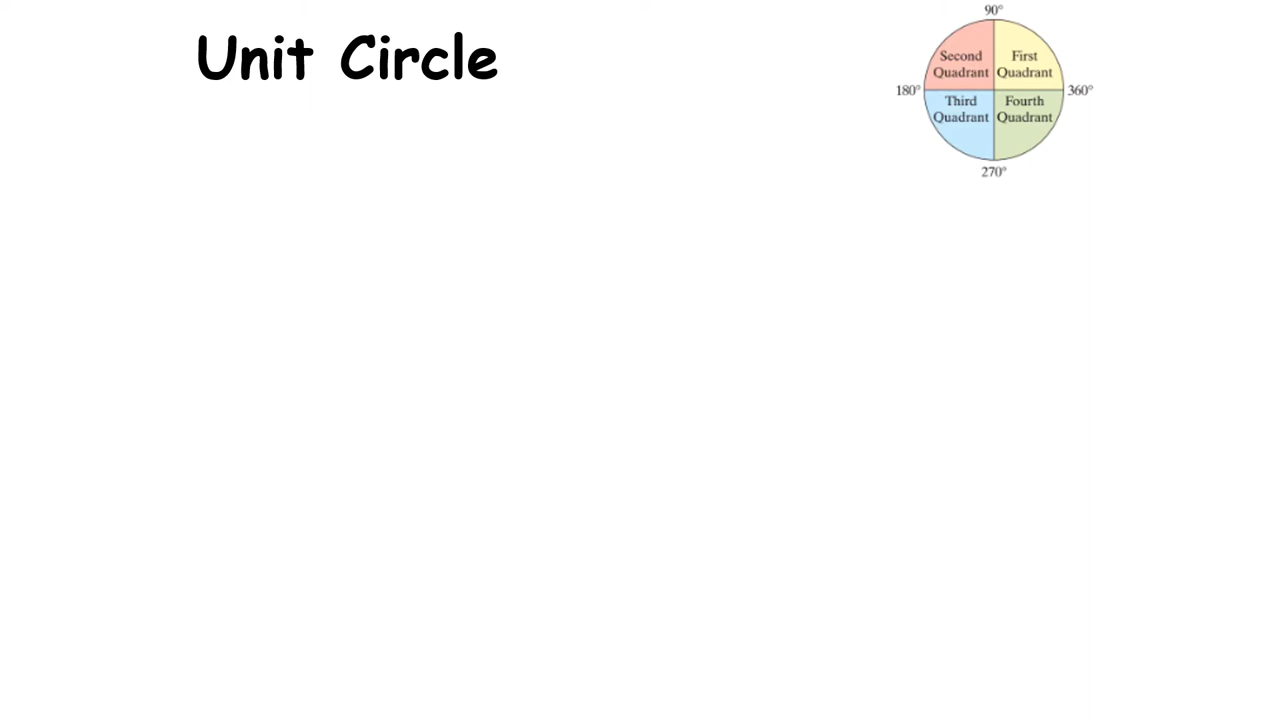 Unit Circle
90°
Second
Quadrant
First
Quadrant
180°
360°
Third
Quadrant
Fourth
Quadrant
270°